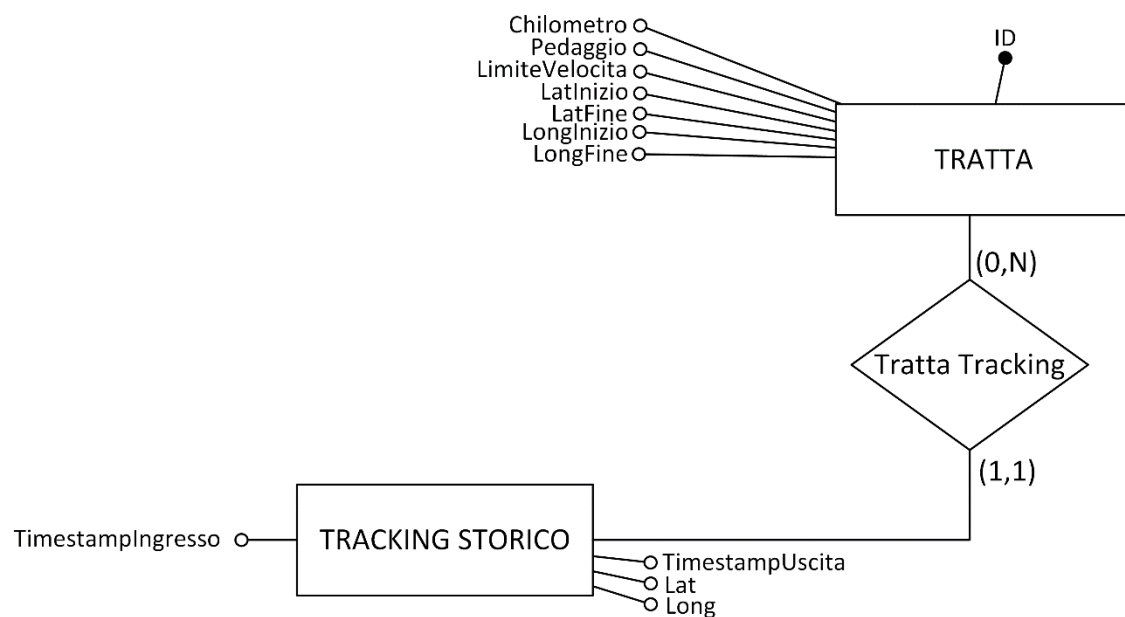 Chilometro
Pedaggio
LimiteVelocita
LatInizio
LatFine
LongInizio
LongFine
ID
TRATTA
(0,N)
Tratta Tracking
(1,1)
TimestampIngresso
TRACKING STORICO
TimestampUscita
Lat
Long